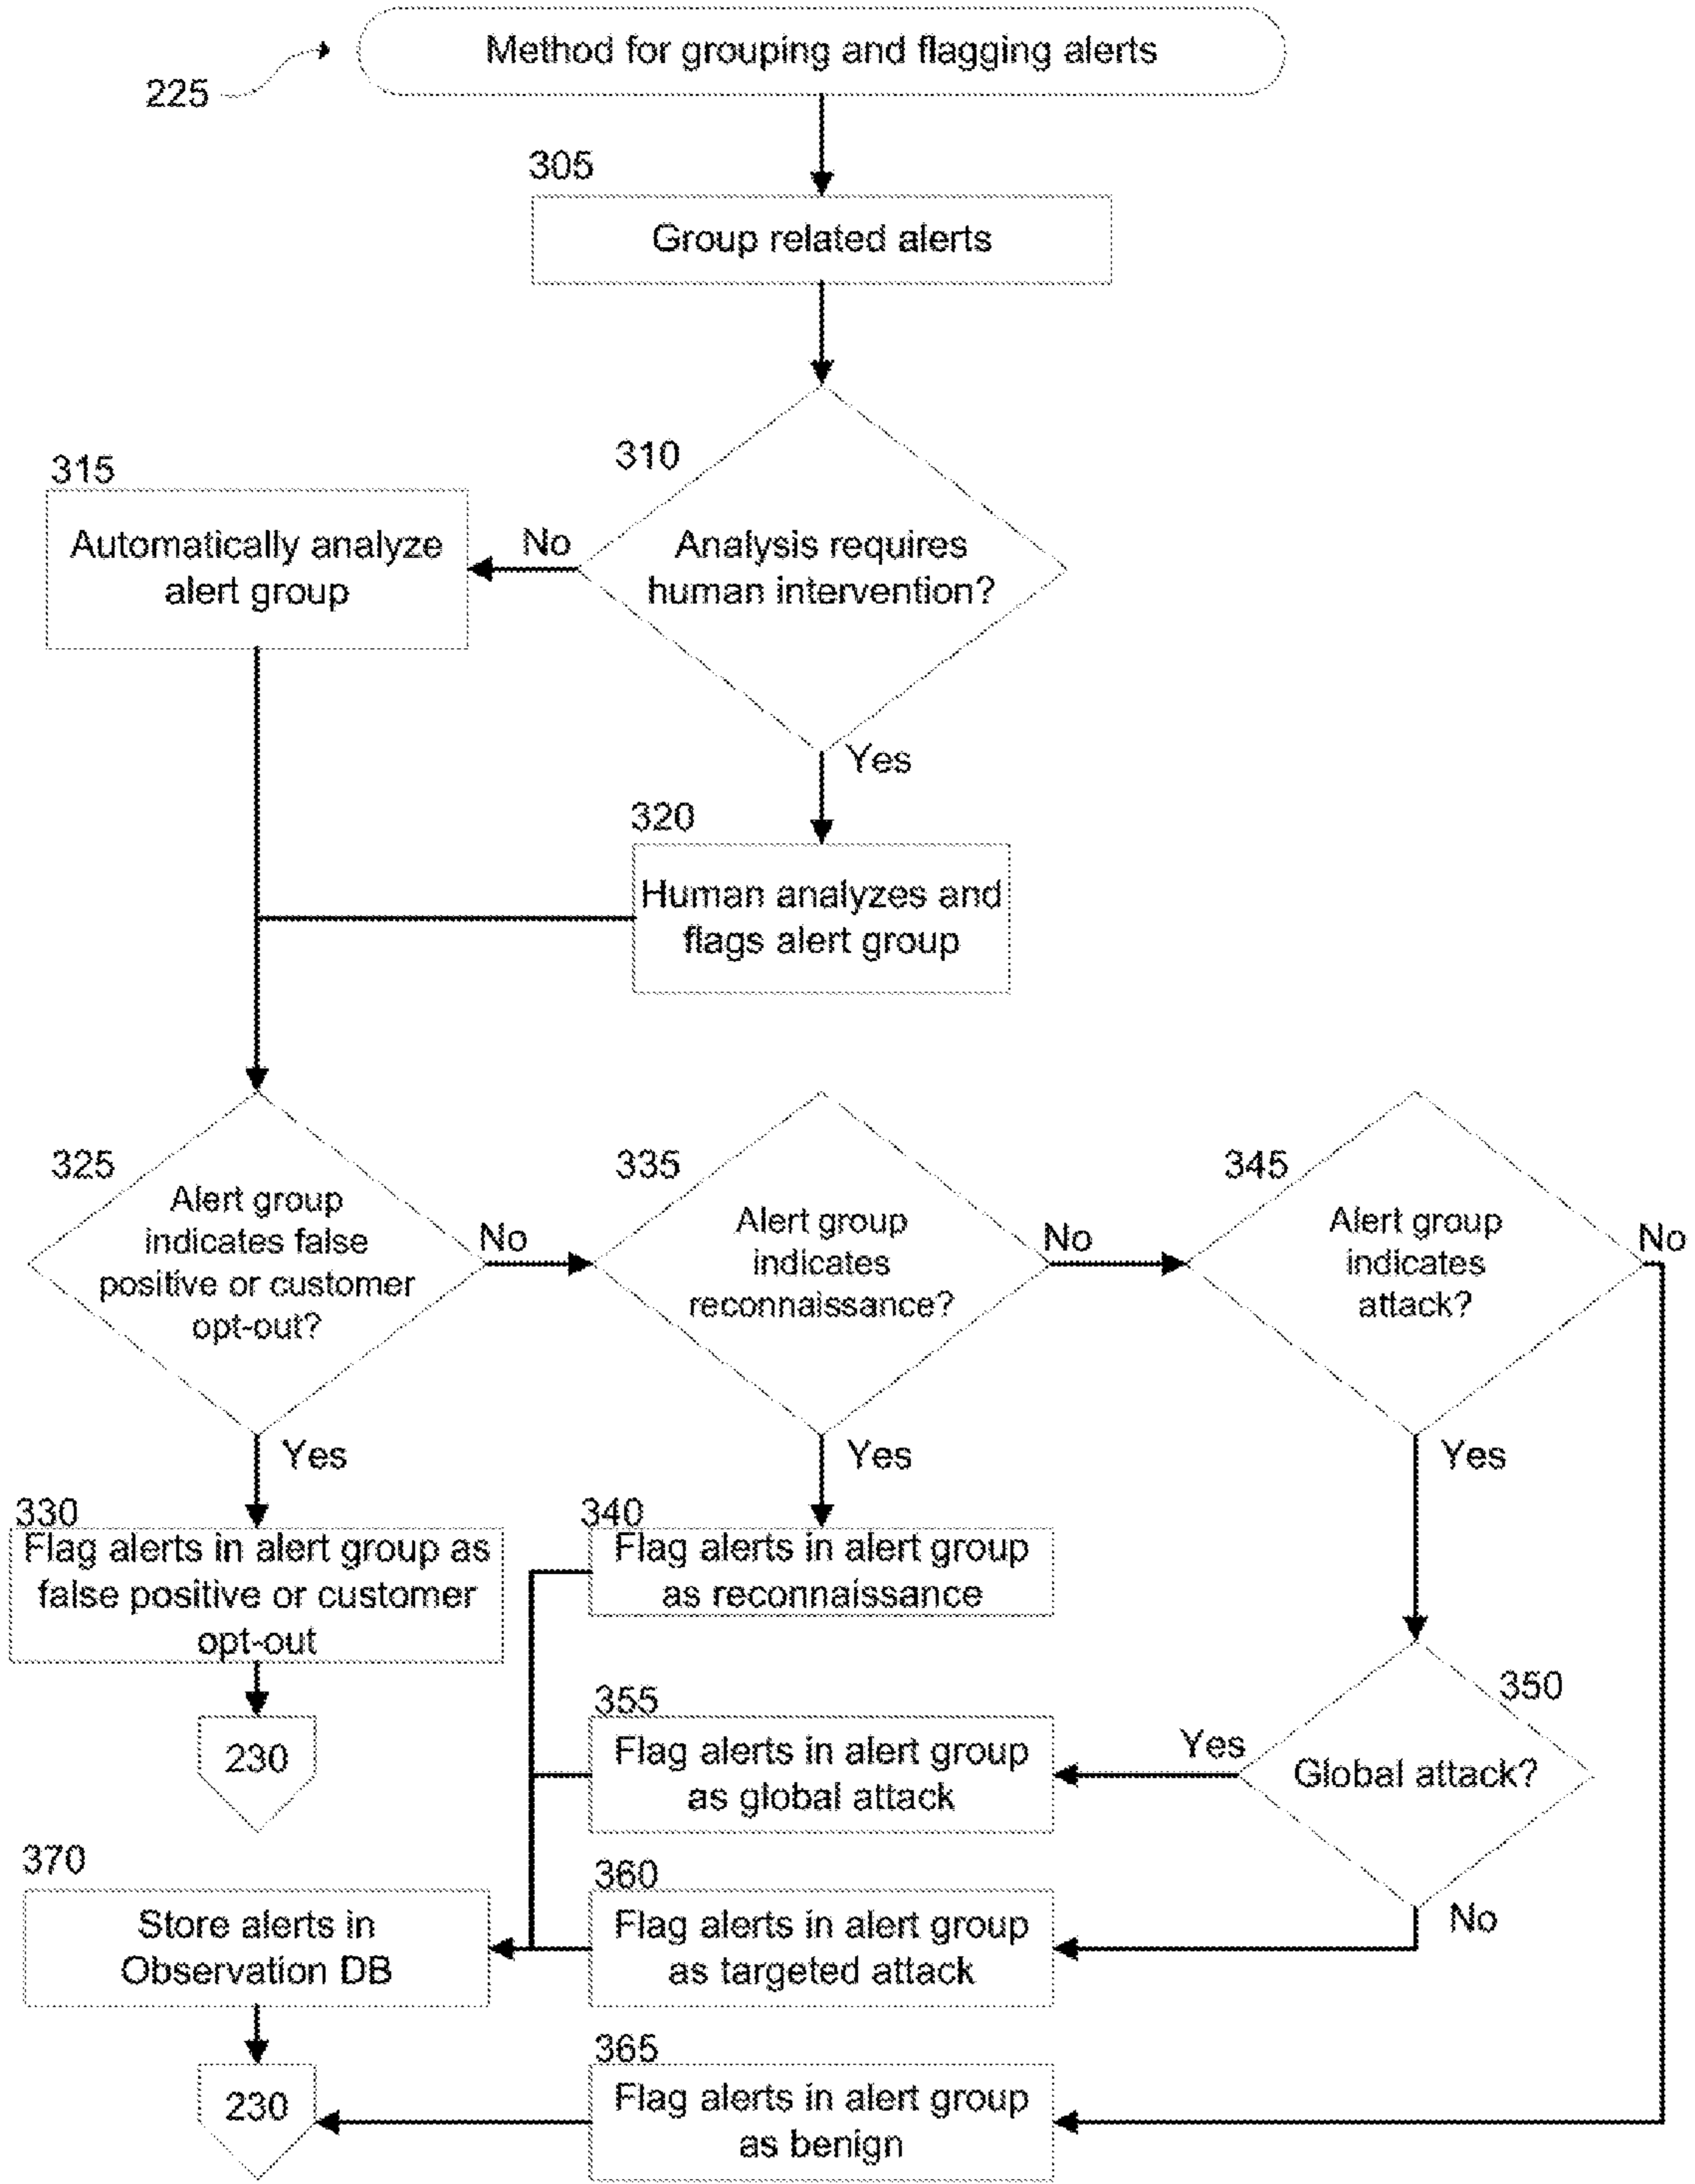 Method for grouping and flagging alerts
225
305
Group related alerts
310
Analysis requires
human intervention?
No
315
Automatically analyze
alert group
Yes
320
Human analyzes and
flags alert group
325
Alert group
indicates false
positive or customer
opt-out?
No
335
Alert group
indicates
reconnaissance?
No
345
Alert group
indicates
attack?
No
Yes
Yes
Yes
330
Flag alerts in alert group as
false positive or customer
opt-out
230
340
Flag alerts in alert group
as reconnaissance
350
Global attack?
Yes
355
Flag alerts in alert group
as global attack
No
360
Flag alerts in alert group
as targeted attack
370
Store alerts in
Observation DB
365
Flag alerts in alert group
as benign
230